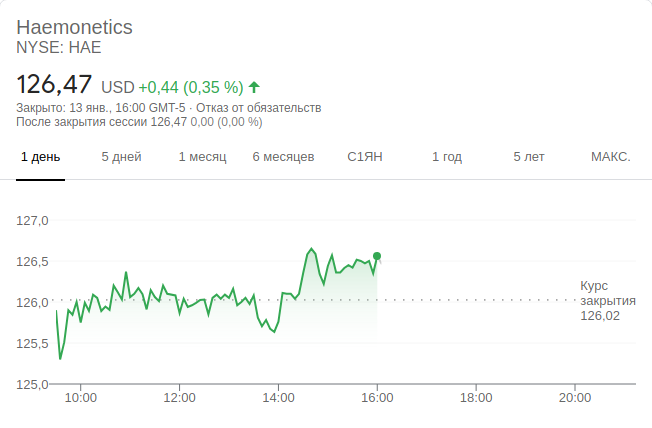 Haemonetics
NYSE: HAE
126,47 USD +0,44 (0,35 %)
Закрыто: 13 янв., 16:00 GMT-5 · Отказ от обязательств
После закрытия сессии 126,47 0,00 (0,00 %)
1 день 5 дней 1 месяц 6 месяцев С1ЯН 1 год 5 лет МАКС.
127,0
126,5
126,0
125,5
125,0
Курс
закрытия
126,02
10:00 12:00 14:00 16:00 18:00 20:00